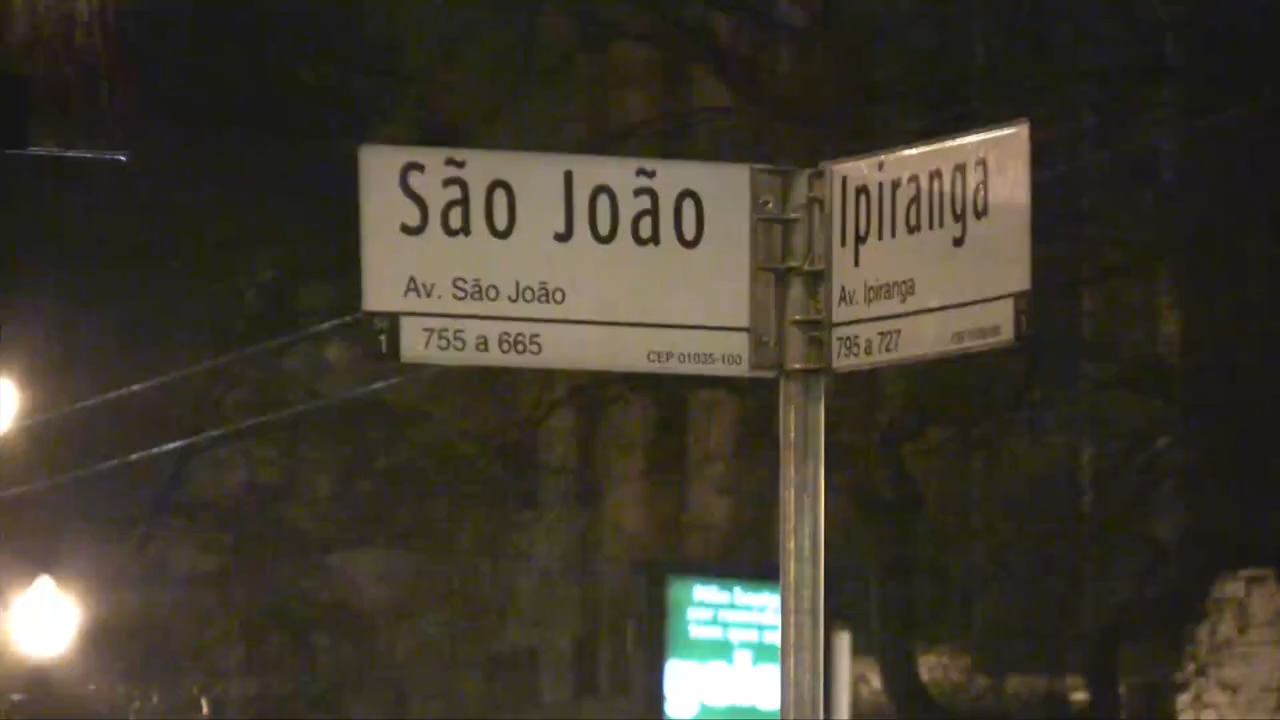 São João
Av. São João
755 a 665
CEP 01035-100
Ipiranga
Av. Ipiranga
795 a 727
1